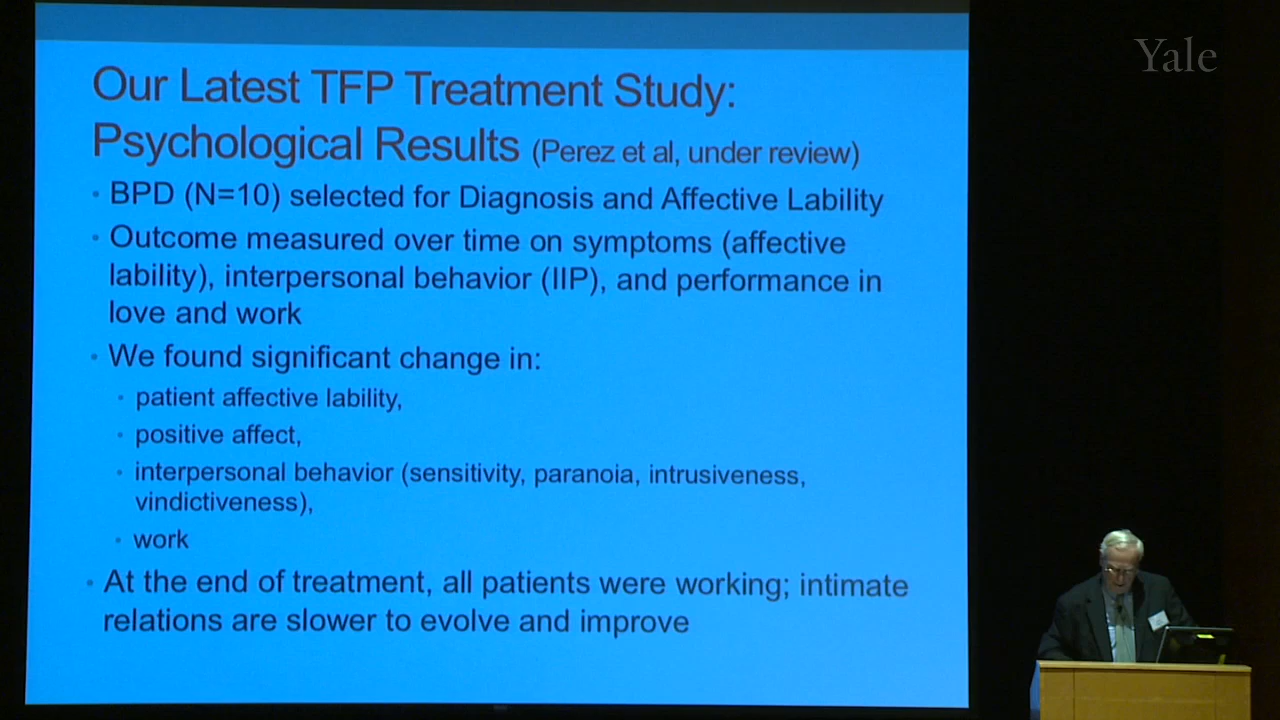 Yale
Our Latest TFP Treatment Study:
Psychological Results (Perez et al, under review)
• BPD (N=10) selected for Diagnosis and Affective Lability
• Outcome measured over time on symptoms (affective
lability), interpersonal behavior (IIP), and performance in
love and work
• We found significant change in:
• patient affective lability,
• positive affect,
• interpersonal behavior (sensitivity, paranoia, intrusiveness,
vindictiveness),
• work
• At the end of treatment, all patients were working; intimate
relations are slower to evolve and improve